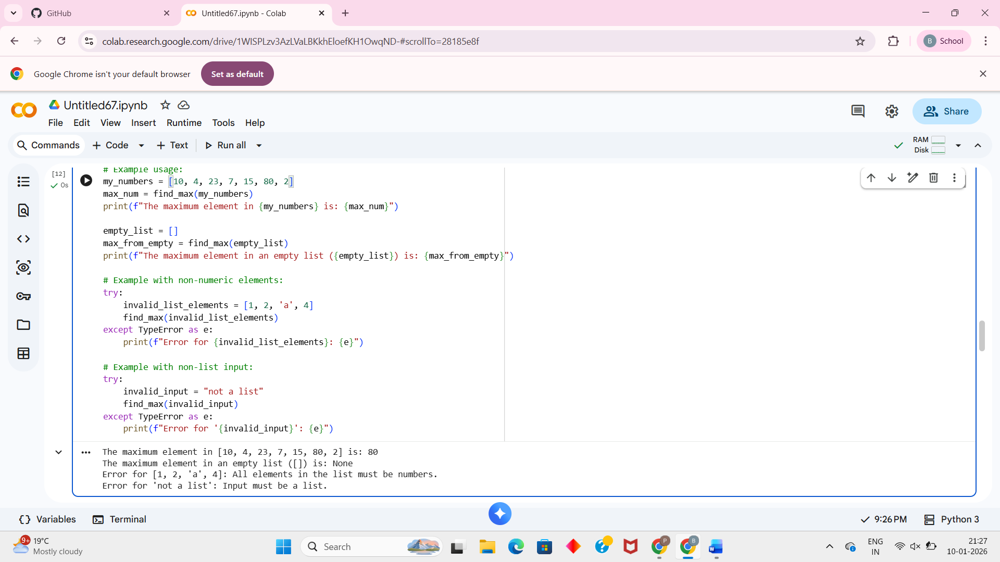 GitHub
Untitled67.ipynb - Colab
colab.research.google.com/drive/1WISPLzv3AzLVaLBKkhEloefKH1OwqND-#scrollTo=28185e8f
B School
Google Chrome isn't your default browser
Set as default
Untitled67.ipynb
File Edit View Insert Runtime Tools Help
Share
Commands + Code + Text Run all
RAM
Disk
[12]
0s
# Example usage:
my_numbers = [10, 4, 23, 7, 15, 80, 2]
max_num = find_max(my_numbers)
print(f"The maximum element in {my_numbers} is: {max_num}")
empty_list = []
max_from_empty = find_max(empty_list)
print(f"The maximum element in an empty list ({empty_list}) is: {max_from_empty}")
# Example with non-numeric elements:
try:
    invalid_list_elements = [1, 2, 'a', 4]
    find_max(invalid_list_elements)
except TypeError as e:
    print(f"Error for {invalid_list_elements}: {e}")
# Example with non-list input:
try:
    invalid_input = "not a list"
    find_max(invalid_input)
except TypeError as e:
    print(f"Error for '{invalid_input}': {e}")
The maximum element in [10, 4, 23, 7, 15, 80, 2] is: 80
The maximum element in an empty list ([]) is: None
Error for [1, 2, 'a', 4]: All elements in the list must be numbers.
Error for 'not a list': Input must be a list.
{} Variables
Terminal
9:26 PM
Python 3
9+
19°C
Mostly cloudy
Search
P
B
W
ENG
IN
21:27
10-01-2026